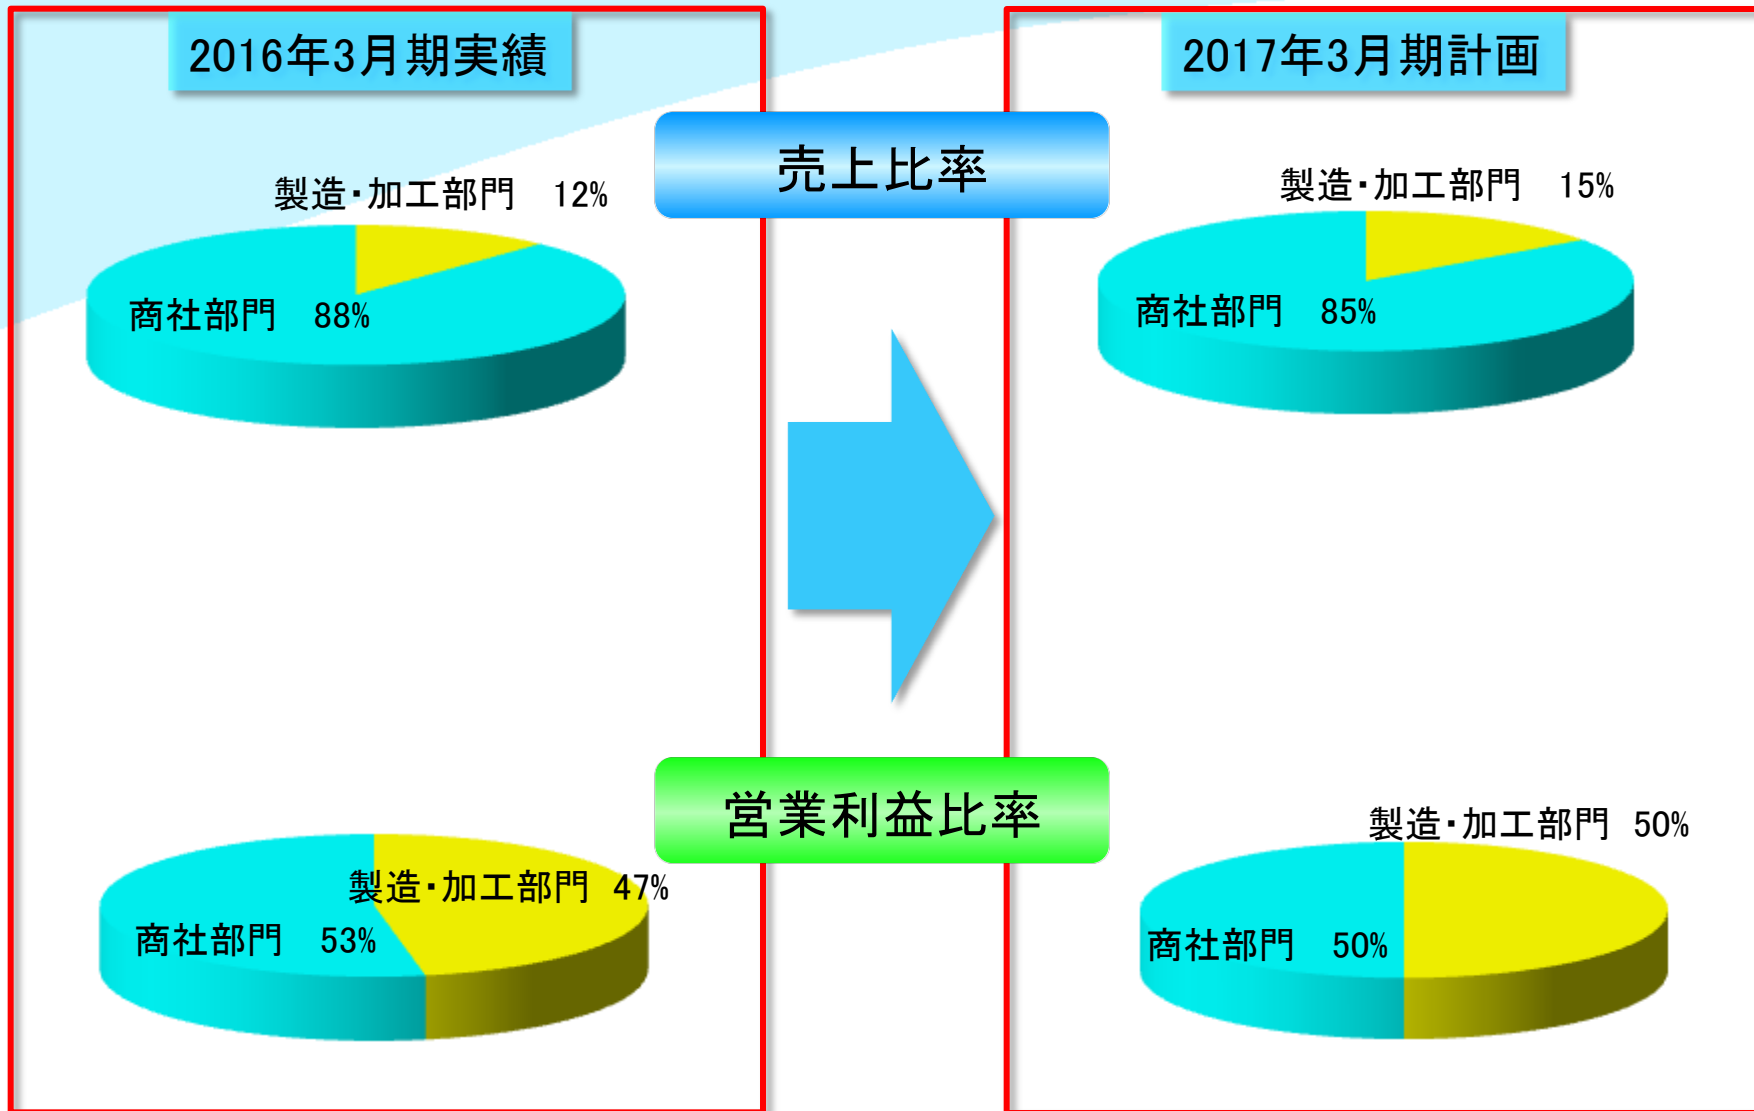 2016年3月期実績
2017年3月期計画
売上比率
製造・加工部門　12%
商社部門　88%
製造・加工部門　15%
商社部門　85%
営業利益比率
製造・加工部門 47%
商社部門　53%
製造・加工部門 50%
商社部門　50%